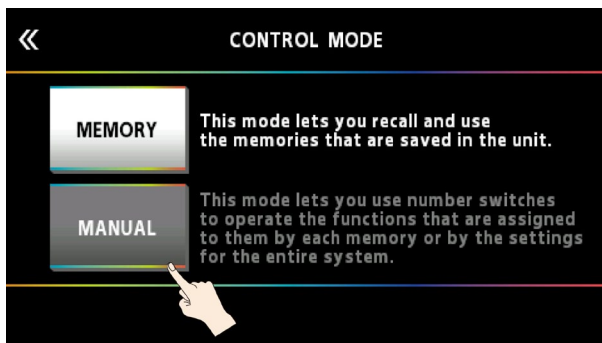 CONTROL MODE
MEMORY
This mode lets you recall and use
the memories that are saved in the unit.
MANUAL
This mode lets you use number switches
to operate the functions that are assigned
to them by each memory or by the settings
for the entire system.